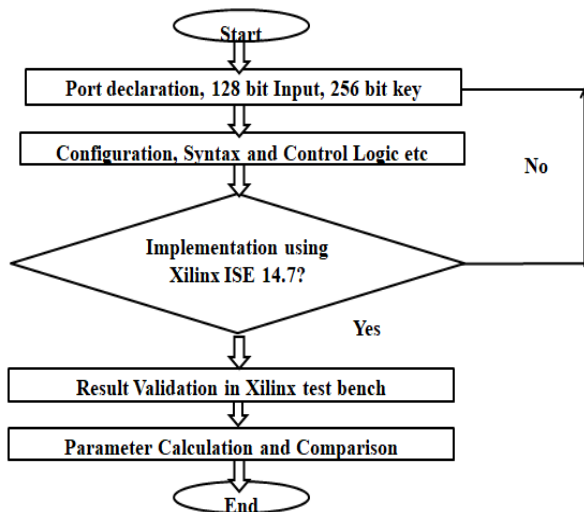 Start
Port declaration, 128 bit Input, 256 bit key
Configuration, Syntax and Control Logic etc
No
Implementation using
Xilinx ISE 14.7?
Yes
Result Validation in Xilinx test bench
Parameter Calculation and Comparison
End